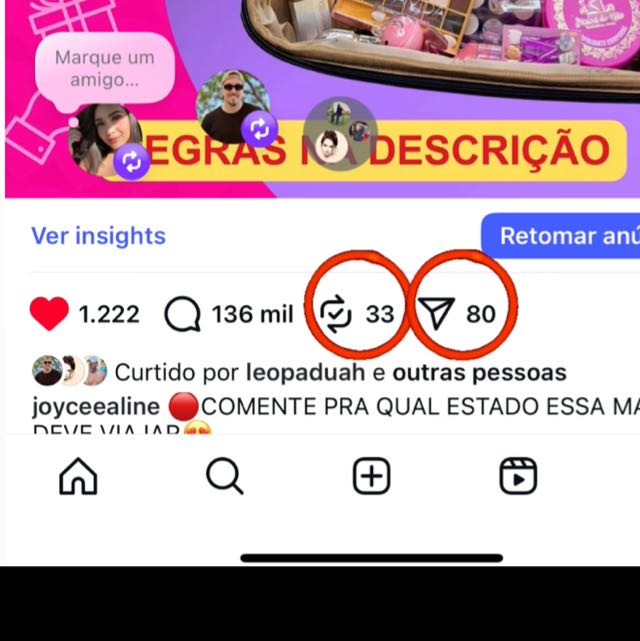 Marque um
amigo...
EGRAS N DESCRIÇÃO
Ver insights
Retomar anú
1.222
136 mil
33
80
Curtido por leopaduah e outras pessoas
joyceealine 🔴COMENTE PRA QUAL ESTADO ESSA MA
DEVE VIAJAR😍